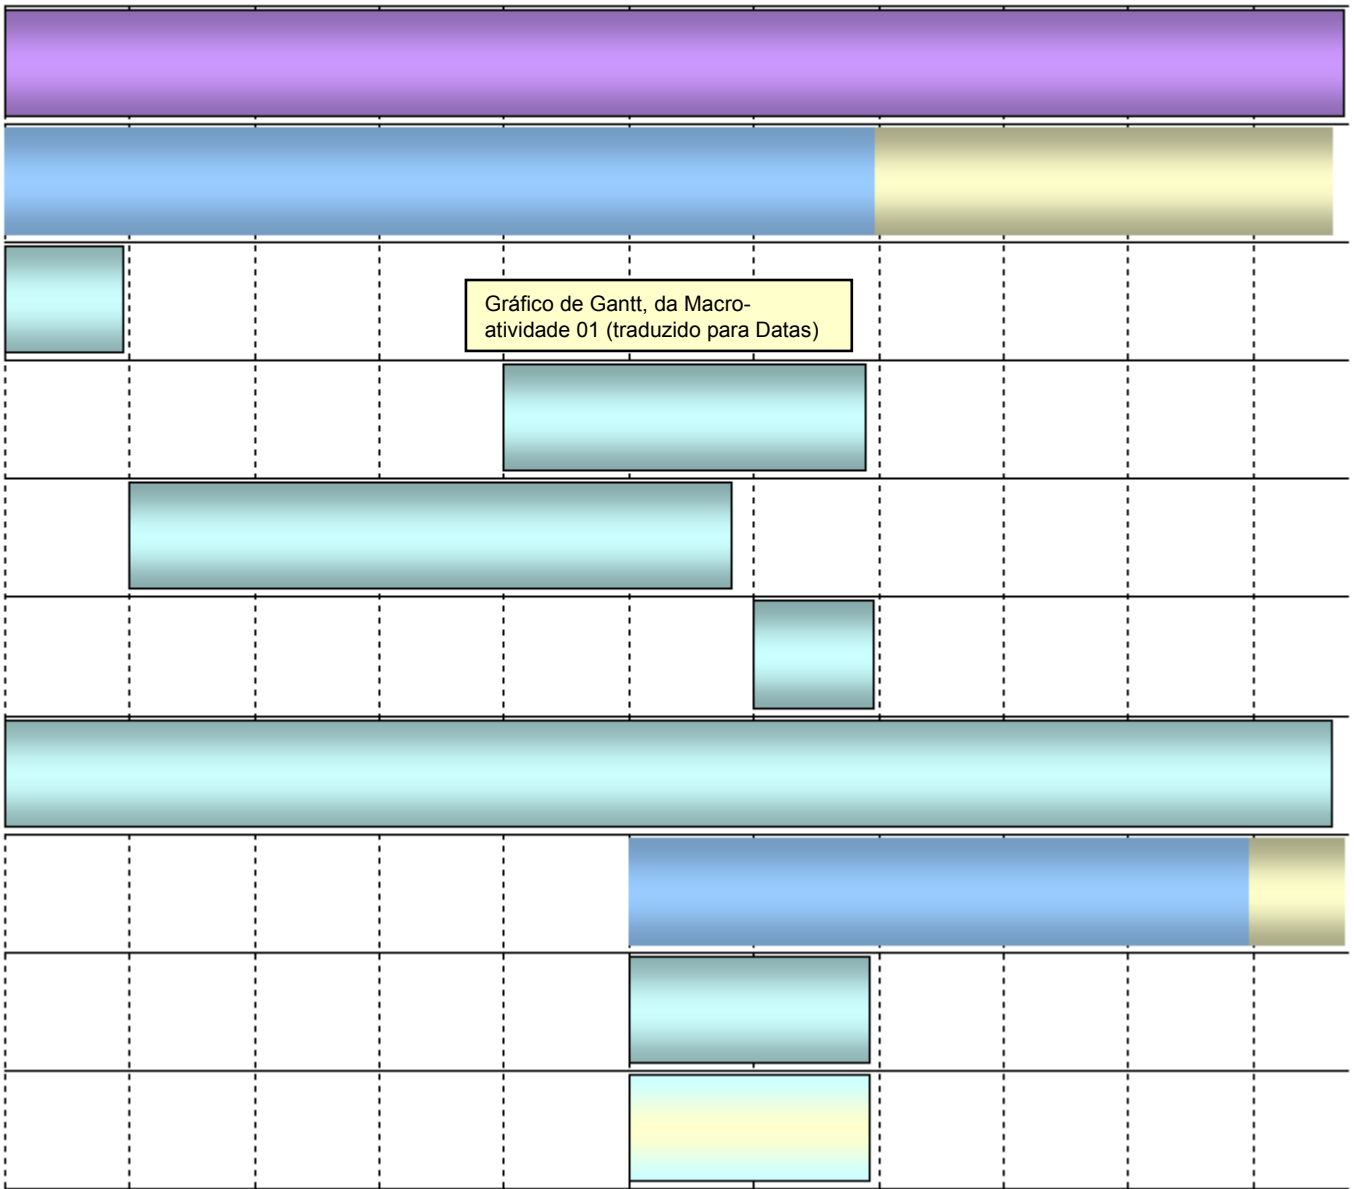 Gráfico de Gantt, da Macro-
atividade 01 (traduzido para Datas)